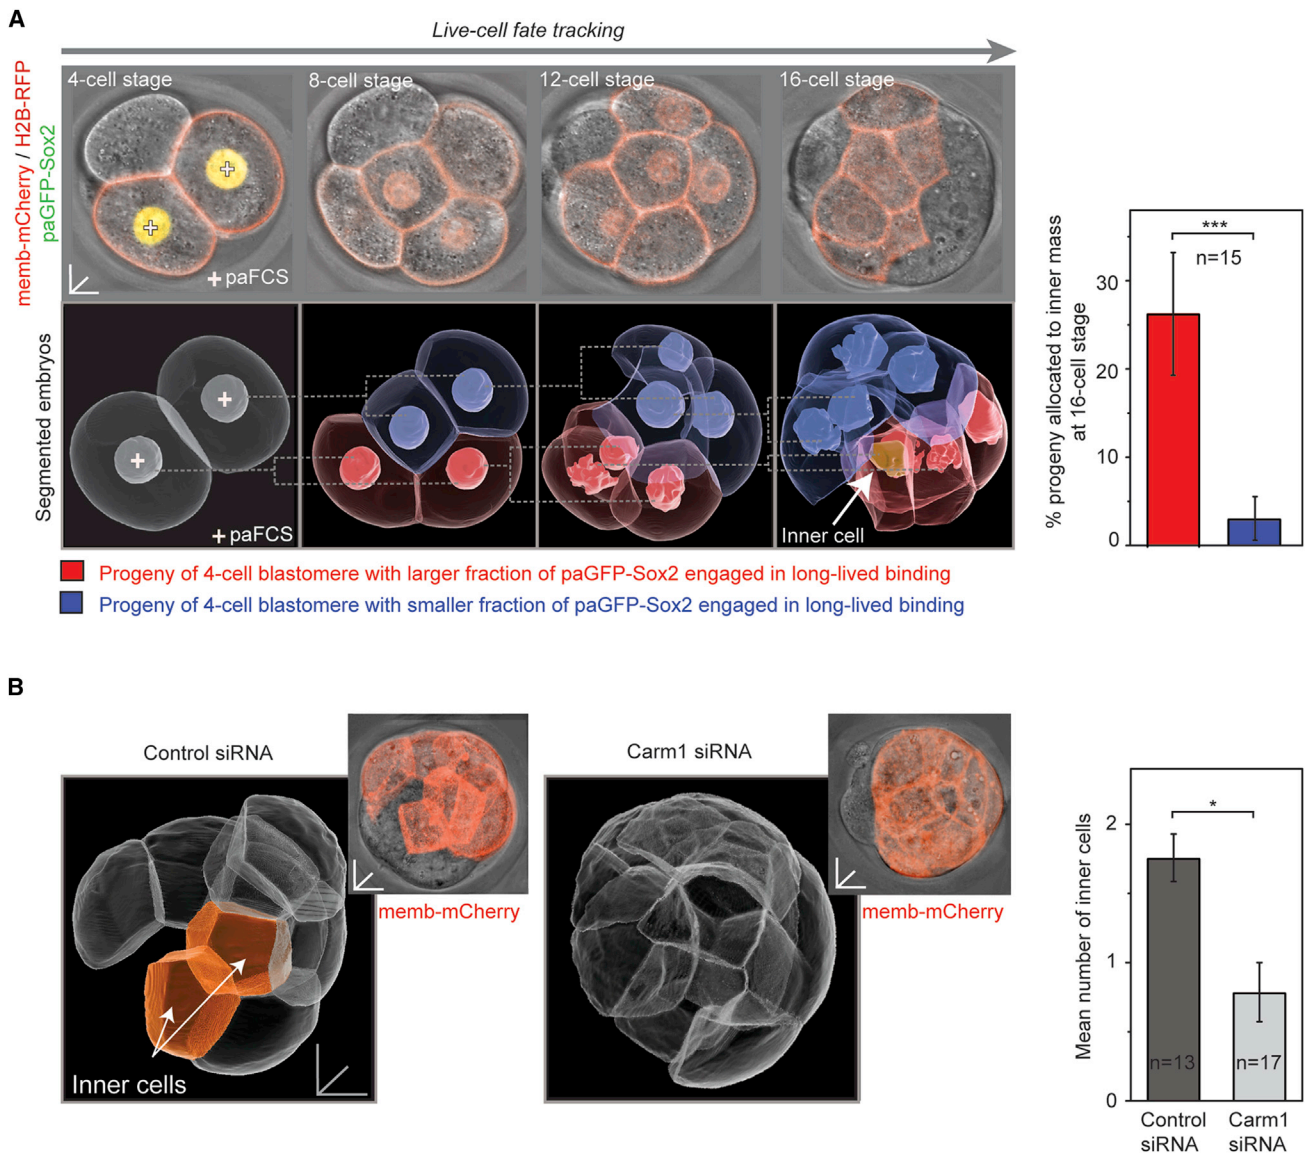 A
Live-cell fate tracking
memb-mCherry / H2B-RFP
paGFP-Sox2
4-cell stage
8-cell stage
12-cell stage
16-cell stage
+ paFCS
Segmented embryos
+ paFCS
Inner cell
% progeny allocated to inner mass
at 16-cell stage
30
20
10
0
***
n=15
Progeny of 4-cell blastomere with larger fraction of paGFP-Sox2 engaged in long-lived binding
Progeny of 4-cell blastomere with smaller fraction of paGFP-Sox2 engaged in long-lived binding
B
Control siRNA
memb-mCherry
Inner cells
Carm1 siRNA
memb-mCherry
Mean number of inner cells
2
1
0
*
n=13
n=17
Control
siRNA
Carm1
siRNA